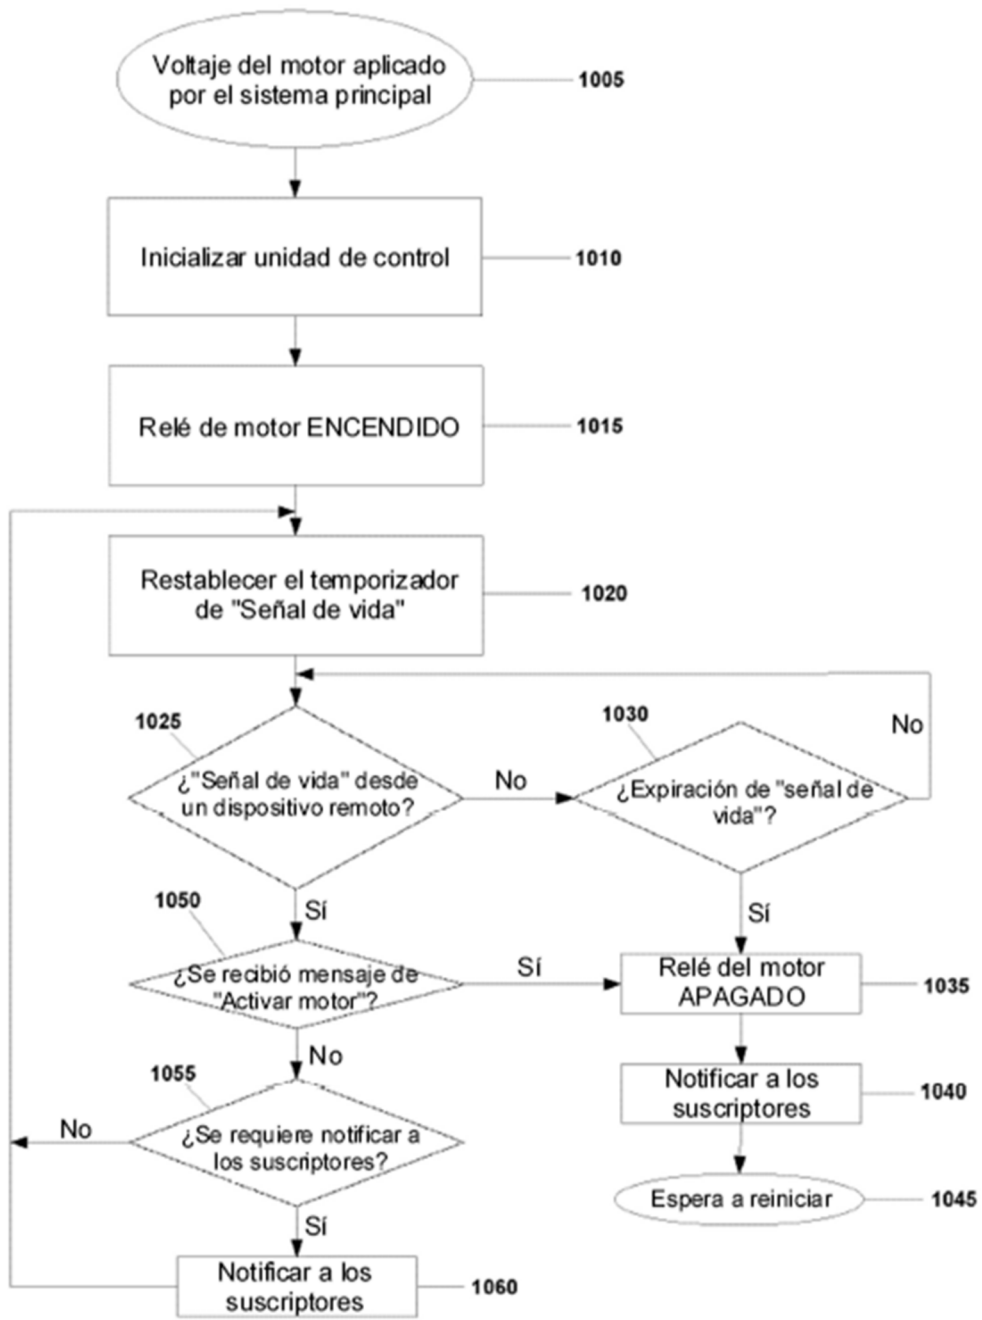 Voltaje del motor aplicado
por el sistema principal
1005
Inicializar unidad de control
1010
Relé de motor ENCENDIDO
1015
Restablecer el temporizador
de "Señal de vida"
1020
1025
¿"Señal de vida" desde
un dispositivo remoto?
No
1030
¿Expiración de "señal de
vida"?
No
Sí
Sí
1050
¿Se recibió mensaje de
"Activar motor"?
Sí
Relé del motor
APAGADO
1035
No
Notificar a los
suscriptores
1040
1055
¿Se requiere notificar a
los suscriptores?
No
Espera a reiniciar
1045
Sí
Notificar a los
suscriptores
1060